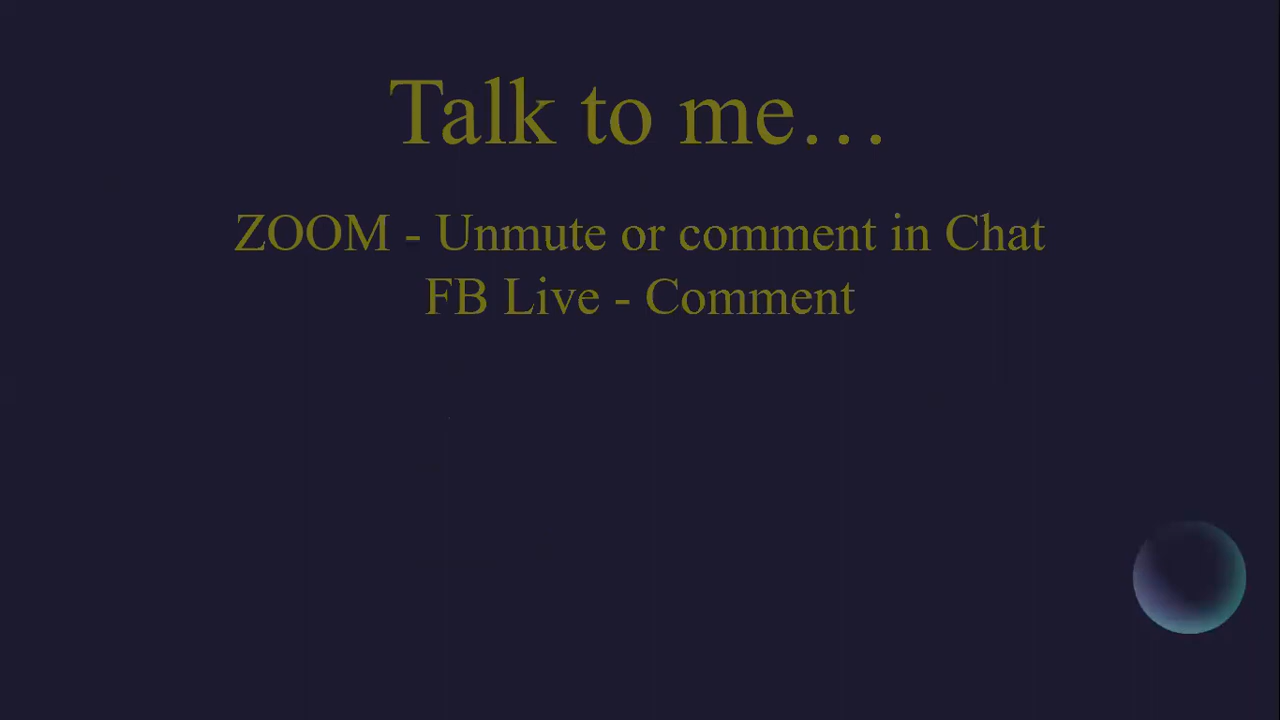 Talk to me…
ZOOM - Unmute or comment in Chat
FB Live - Comment